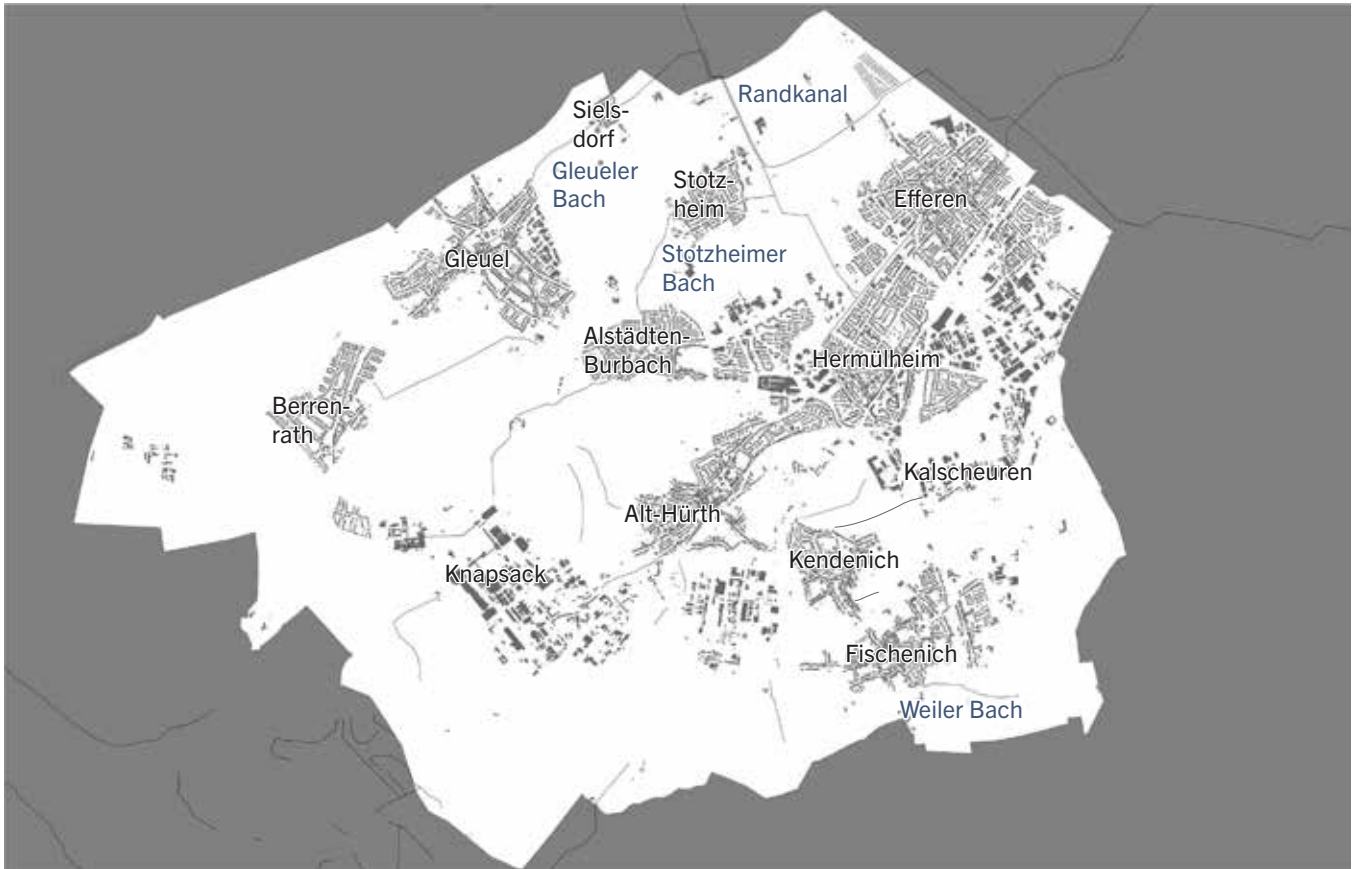 Randkanal
Siels-
dorf
Gleueler
Bach
Stotz-
heim
Efferen
Stotzheimer
Bach
Gleuel
Alstädten-
Burbach
Hermülheim
Berren-
rath
Kalscheuren
Alt-Hürth
Kendenich
Knapsack
Fischenich
Weiler Bach